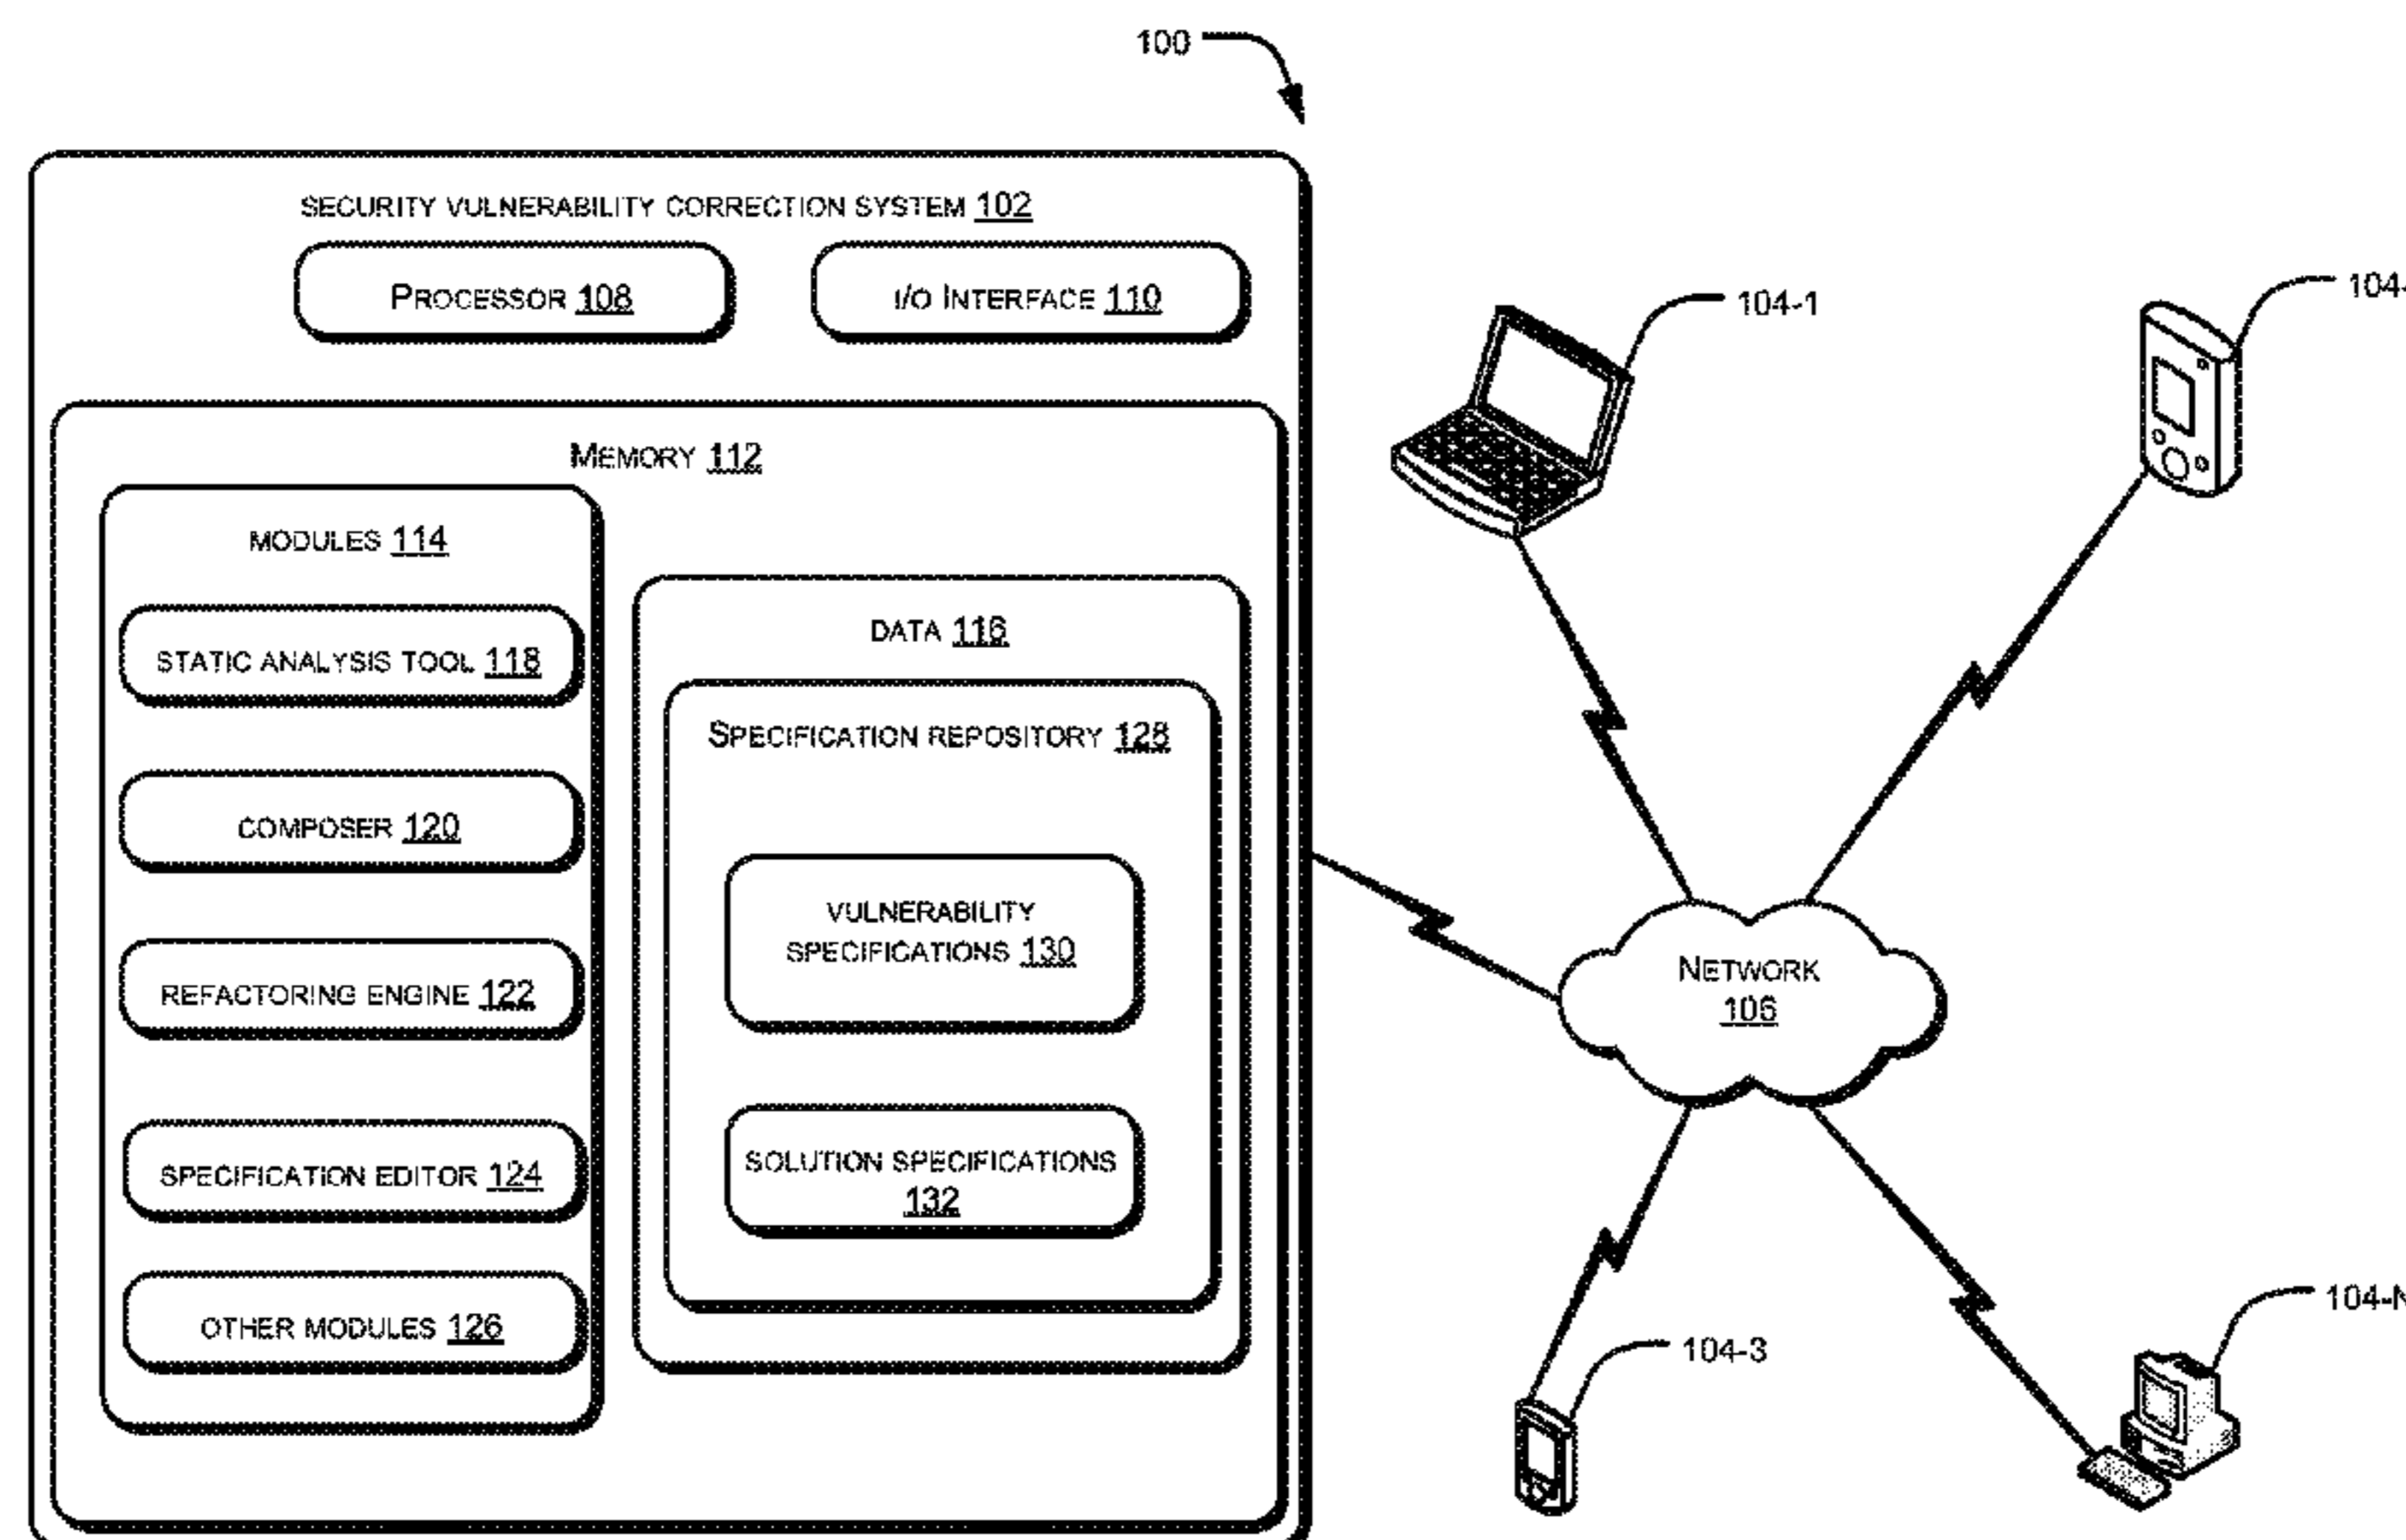 100
SECURITY VULNERABILITY CORRECTION SYSTEM 102
PROCESSOR 108
I/O INTERFACE 110
MEMORY 112
MODULES 114
STATIC ANALYSIS TOOL 118
COMPOSER 120
REFACTORING ENGINE 122
SPECIFICATION EDITOR 124
OTHER MODULES 126
DATA 116
SPECIFICATION REPOSITORY 128
VULNERABILITY
SPECIFICATIONS 130
SOLUTION SPECIFICATIONS
132
104-1
104-
NETWORK
106
104-3
104-N